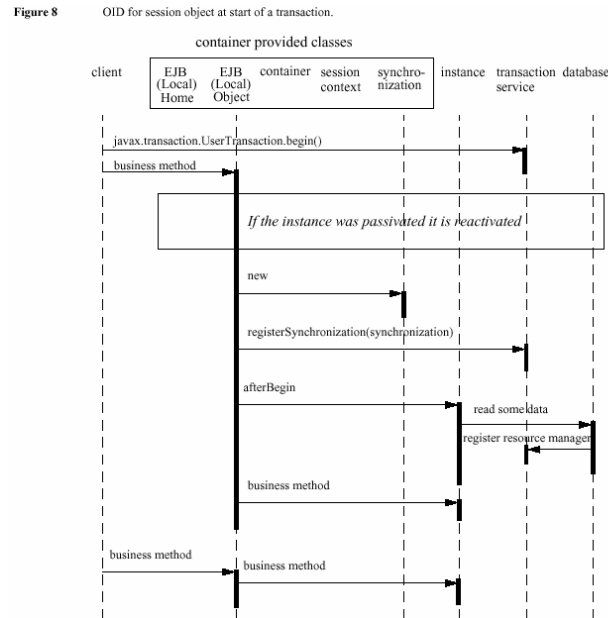 Figure 8 OID for session object at start of a transaction.
container provided classes
client EJB (Local) Home EJB (Local) Object container session context synchro-nization instance transaction service database
javax.transaction.UserTransaction.begin()
business method
If the instance was passivated it is reactivated
new
registerSynchronization(synchronization)
afterBegin
read some data
register resource manager
business method
business method
business method